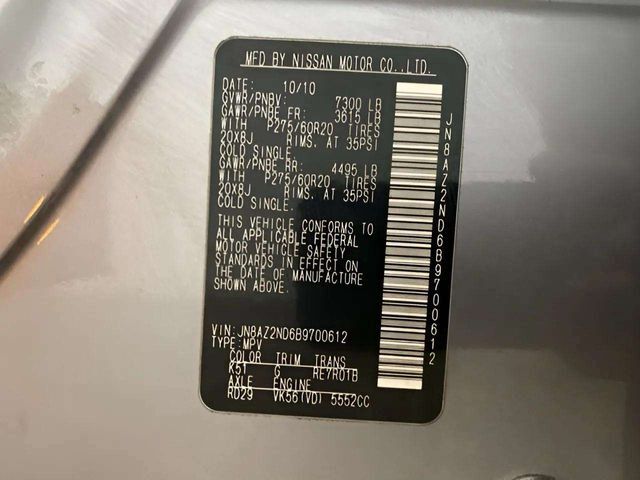 MFD BY NISSAN MOTOR CO.,LTD.
DATE: 10/10
GVWR/PNBV: 7300 LB
GAWR/PNBE FR: 3615 LB
WITH P275/60R20 TIRES
20X8J RIMS, AT 35PSI
COLD SINGLE.
GAWR/PNBE RR: 4495 LB
WITH P275/60R20 TIRES
20X8J RIMS, AT 35PSI
COLD SINGLE.
THIS VEHICLE CONFORMS TO
ALL APPLICABLE FEDERAL
MOTOR VEHICLE SAFETY
STANDARDS IN EFFECT ON
THE DATE OF MANUFACTURE
SHOWN ABOVE.
VIN: JN8AZ2ND6B9700612
TYPE: MPV
COLOR TRIM TRANS
K51 G RE7R01B
AXLE ENGINE
RD29 VK56(VD) 5552CC
JN8AZ2ND6B9700612